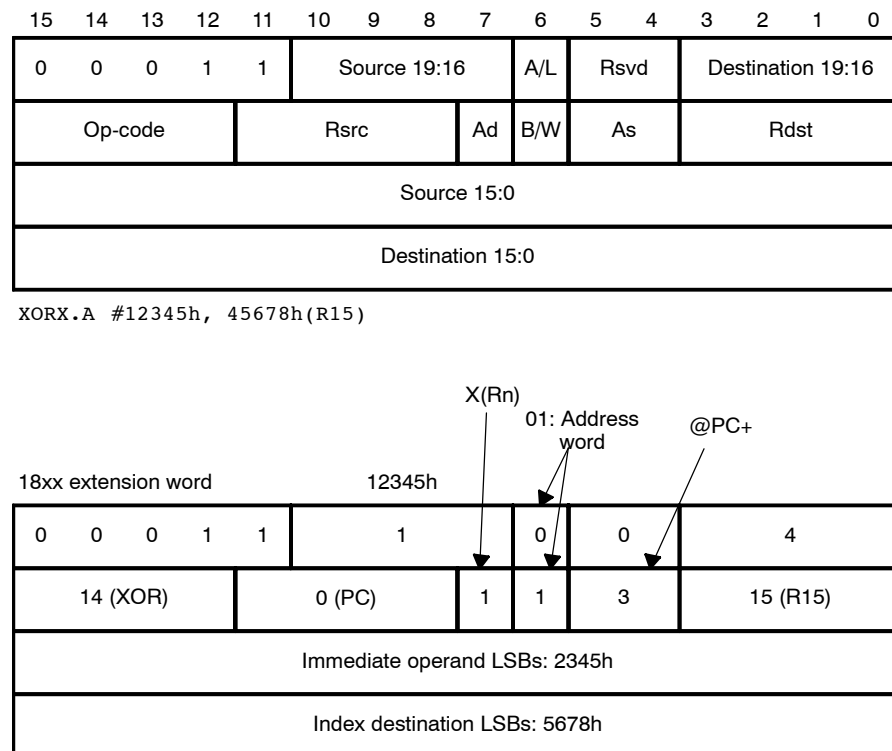 15 14 13 12 11 10 9 8 7 6 5 4 3 2 1 0
0 0 0 1 1 Source 19:16 A/L Rsvd Destination 19:16
Op-code Rsrc Ad B/W As Rdst
Source 15:0
Destination 15:0
XORX.A #12345h, 45678h(R15)
X(Rn)
01: Address
word
@PC+
18xx extension word 12345h
0 0 0 1 1 1 0 0 4
14 (XOR) 0 (PC) 1 1 3 15 (R15)
Immediate operand LSBs: 2345h
Index destination LSBs: 5678h